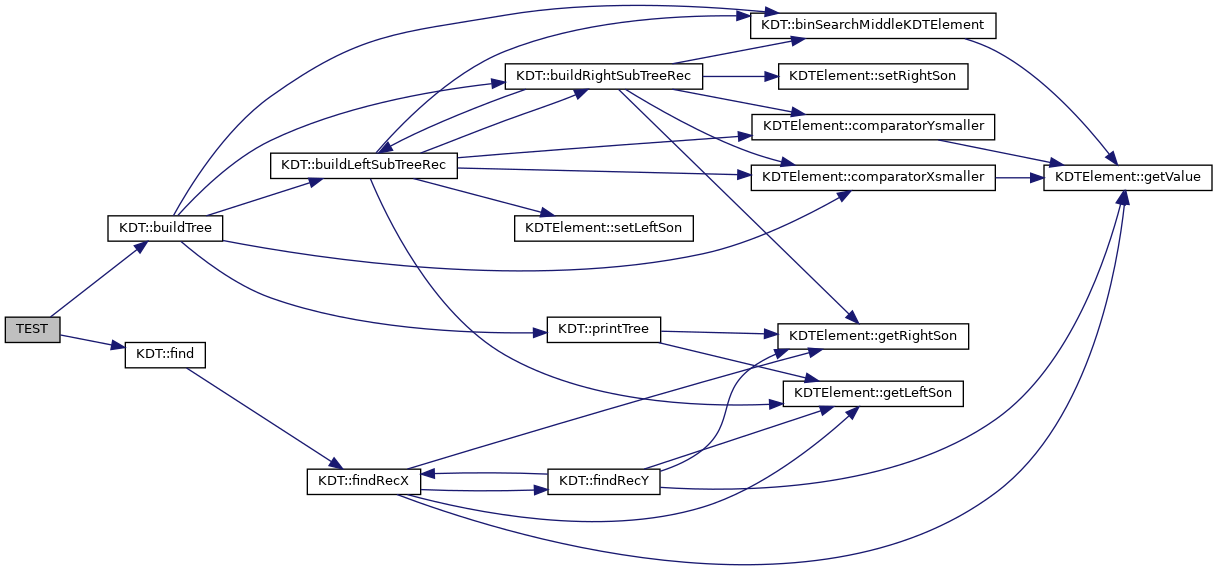 KDT::binSearchMiddleKDTElement
KDT::buildRightSubTreeRec
KDTElement::setRightSon
KDTElement::comparatorYsmaller
KDT::buildLeftSubTreeRec
KDTElement::comparatorXsmaller
KDTElement::getValue
KDT::buildTree
KDTElement::setLeftSon
TEST
KDT::printTree
KDTElement::getRightSon
KDT::find
KDTElement::getLeftSon
KDT::findRecX
KDT::findRecY